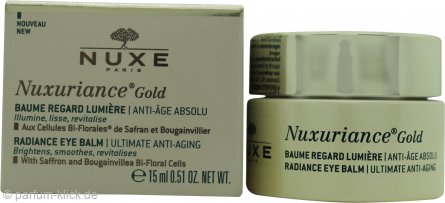 NOUVEAU
NEW
NUXE
PARIS
Nuxuriance® Gold
BAUME REGARD LUMIÈRE | ANTI-ÂGE ABSOLU
Illumine, lisse, revitalise
Aux Cellules Bi-Florales® de Safran et Bougainvillier
RADIANCE EYE BALM | ULTIMATE ANTI-AGING
Brightens, smoothes, revitalises
With Saffron and Bougainvillea Bi-Floral Cells
e 15 ml 0.51 OZ. NET WT.
Nuxuriance® Gold
BAUME REGARD LUMIÈRE | ANTI-ÂGE ABSOLU
RADIANCE EYE BALM | ULTIMATE ANTI-AGING
© parfum-klick.de